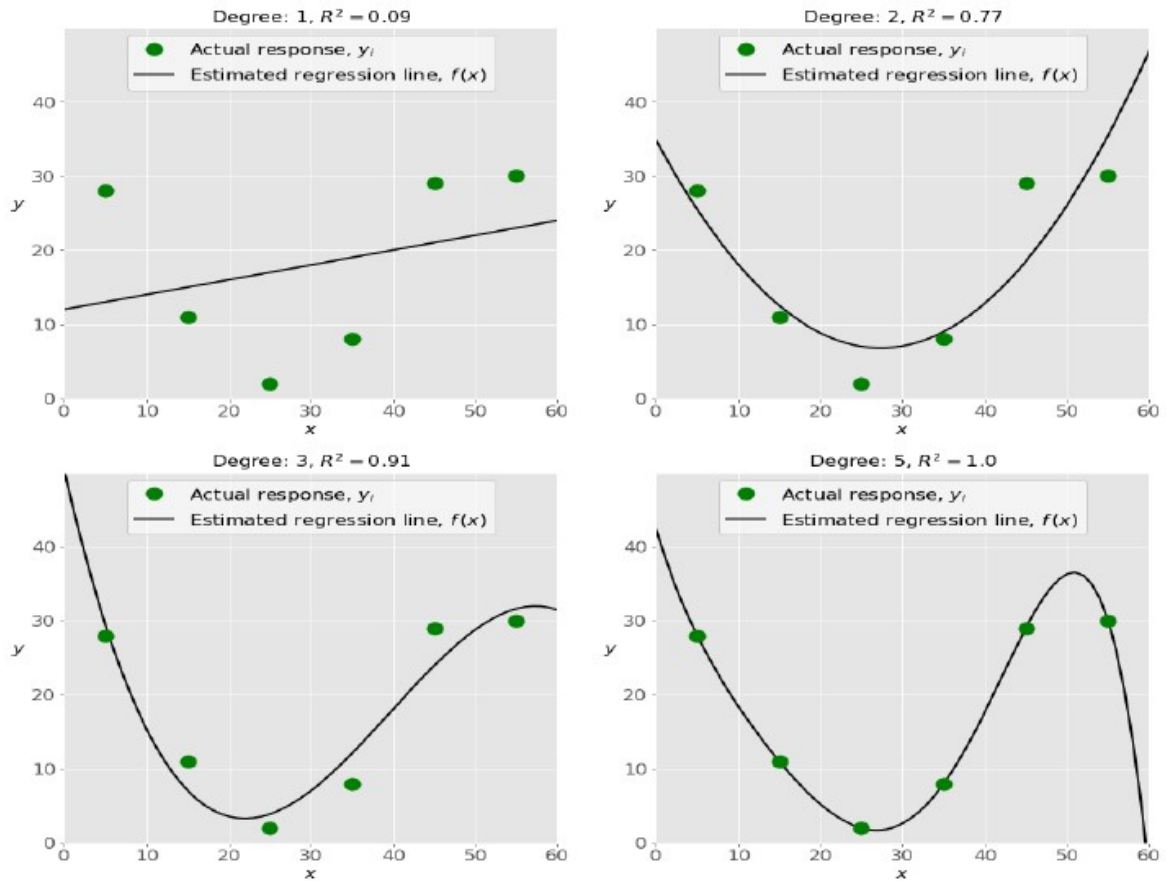 Degree: 1, R² = 0.09
Actual response, yᵢ
Estimated regression line, f(x)
40
30
y
20
10
0
0 10 20 30 40 50 60
x
Degree: 2, R² = 0.77
Actual response, yᵢ
Estimated regression line, f(x)
40
30
y
20
10
0
0 10 20 30 40 50 60
x
Degree: 3, R² = 0.91
Actual response, yᵢ
Estimated regression line, f(x)
40
30
y
20
10
0
0 10 20 30 40 50 60
x
Degree: 5, R² = 1.0
Actual response, yᵢ
Estimated regression line, f(x)
40
30
y
20
10
0
0 10 20 30 40 50 60
x